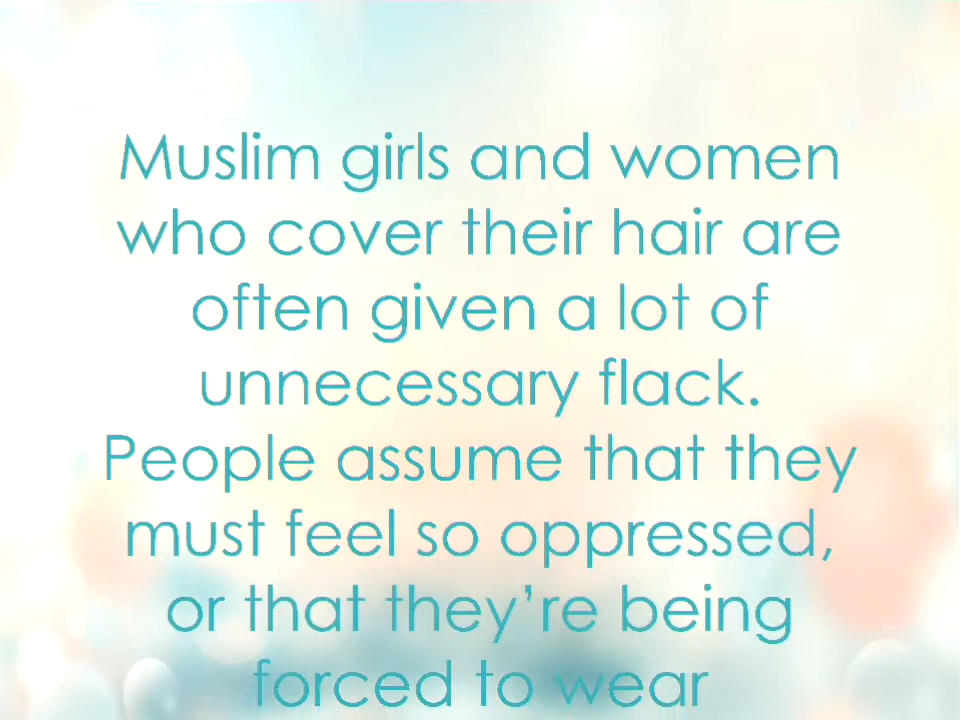 Muslim girls and women
who cover their hair are
often given a lot of
unnecessary flack.
People assume that they
must feel so oppressed,
or that they’re being
forced to wear